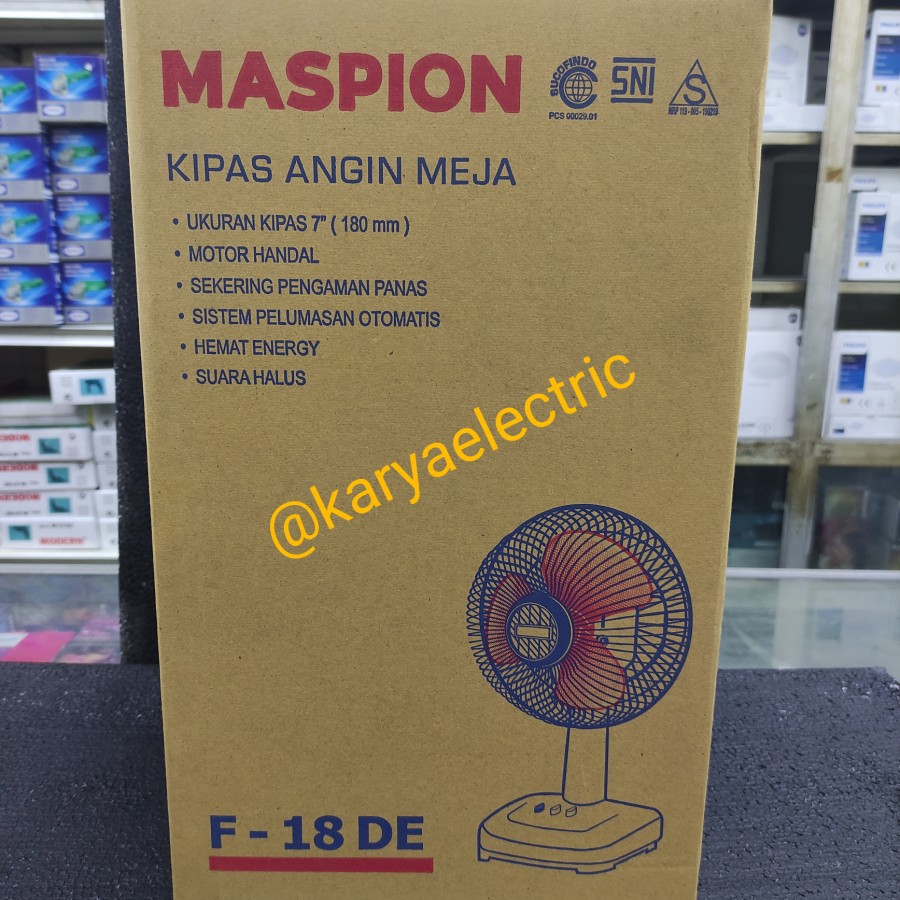 MASPION
SUCOFINDO
PCS 00029.01
SNI
S
KIPAS ANGIN MEJA
• UKURAN KIPAS 7" ( 180 mm )
• MOTOR HANDAL
• SEKERING PENGAMAN PANAS
• SISTEM PELUMASAN OTOMATIS
• HEMAT ENERGY
• SUARA HALUS
@karyaelectric
F - 18 DE